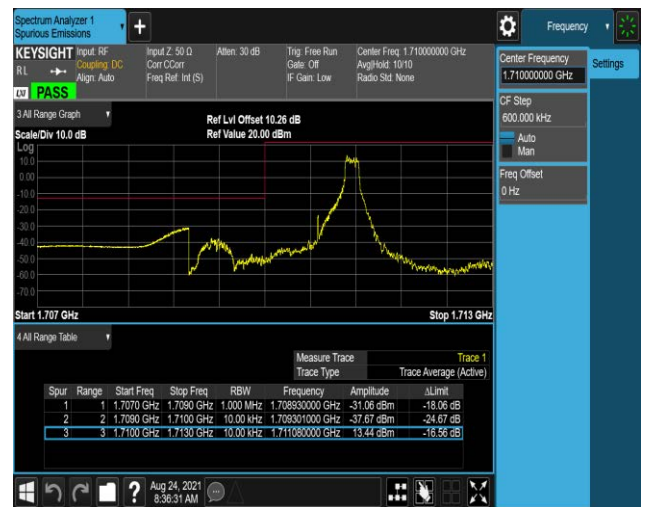 Spectrum Analyzer 1
Spurious Emissions
Frequency
KEYSIGHT
RL
LXI
PASS
Input: RF
Coupling: DC
Align: Auto
Input Z: 50 Ω
Corr CCorr
Freq Ref: Int (S)
Atten: 30 dB
Trig: Free Run
Gate: Off
IF Gain: Low
Center Freq: 1.710000000 GHz
Avg|Hold: 10/10
Radio Std: None
Center Frequency
1.710000000 GHz
Settings
CF Step
600.000 kHz
Auto
Man
Freq Offset
0 Hz
3 All Range Graph
Scale/Div 10.0 dB
Ref Lvl Offset 10.26 dB
Ref Value 20.00 dBm
Log
10.0
0.00
-10.0
-20.0
-30.0
-40.0
-50.0
-60.0
-70.0
Start 1.707 GHz
Stop 1.713 GHz
4 All Range Table
Measure Trace Trace 1
Trace Type Trace Average (Active)
Spur Range Start Freq Stop Freq RBW Frequency Amplitude ΔLimit
1 1 1.7070 GHz 1.7090 GHz 1.000 MHz 1.708930000 GHz -31.06 dBm -18.06 dB
2 2 1.7090 GHz 1.7100 GHz 10.00 kHz 1.709301000 GHz -37.67 dBm -24.67 dB
3 3 1.7100 GHz 1.7130 GHz 10.00 kHz 1.711080000 GHz 13.44 dBm -16.56 dB
Aug 24, 2021
8:36:31 AM